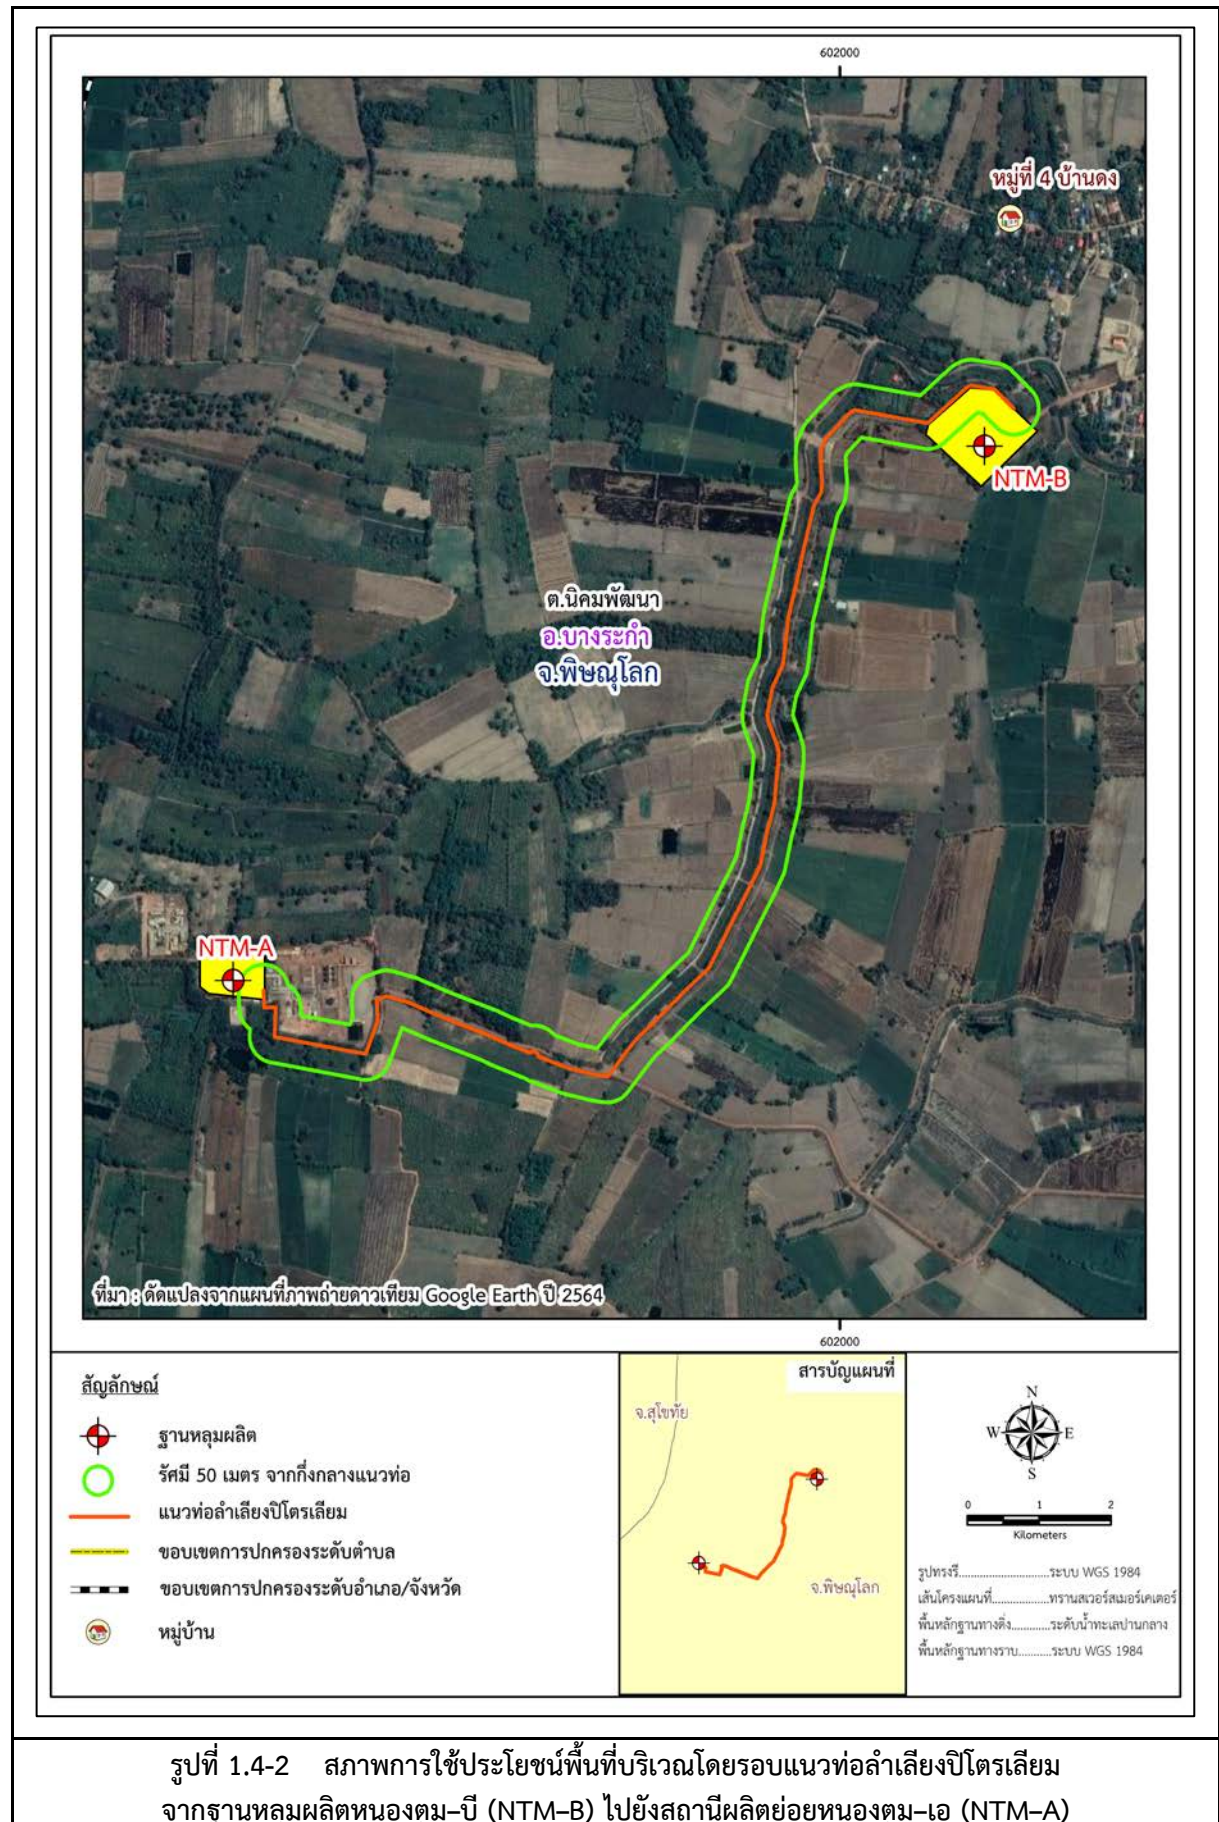 602000
หมู่ที่ 4 บ้านดง
NTM-B
ต.นิคมพัฒนา
อ.บางระกำ
จ.พิษณุโลก
NTM-A
ที่มา : ดัดแปลงจากแผนที่ภาพถ่ายดาวเทียม Google Earth ปี 2564
602000
สัญลักษณ์
ฐานหลุมผลิต
รัศมี 50 เมตร จากกึ่งกลางแนวท่อ
แนวท่อลำเลียงปิโตรเลียม
ขอบเขตการปกครองระดับตำบล
ขอบเขตการปกครองระดับอำเภอ/จังหวัด
หมู่บ้าน
สารบัญแผนที่
จ.สุโขทัย
จ.พิษณุโลก
N
W E
S
0 1 2
Kilometers
รูปทรงรี..............................ระบบ WGS 1984
เส้นโครงแผนที่...................ทรานสเวอร์สเมอร์เคเตอร์
พื้นหลักฐานทางดิ่ง.............ระดับน้ำทะเลปานกลาง
พื้นหลักฐานทางราบ...........ระบบ WGS 1984
รูปที่ 1.4-2 สภาพการใช้ประโยชน์พื้นที่บริเวณโดยรอบแนวท่อลำเลียงปิโตรเลียม
จากฐานหลุมผลิตหนองตูม–บี (NTM–B) ไปยังสถานีผลิตย่อยหนองตูม–เอ (NTM–A)